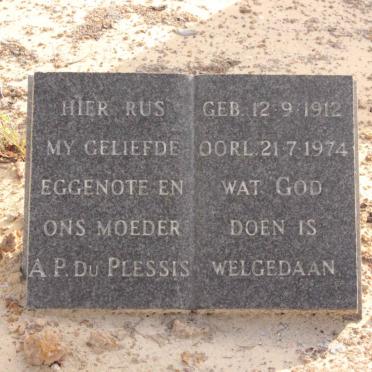 HIER RUS
MY GELIEFDE
EGGENOTE EN
ONS MOEDER
A.P. DU PLESSIS
GEB. 12·9·1912
OORL. 21·7·1974
WAT GOD
DOEN IS
WELGEDAAN